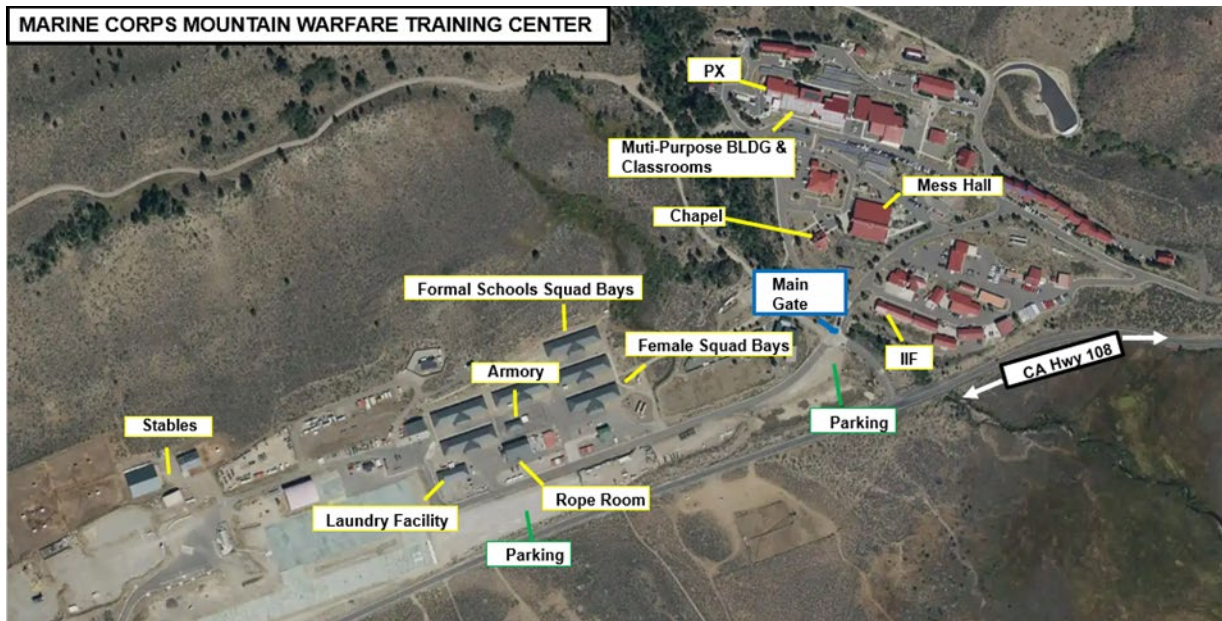 MARINE CORPS MOUNTAIN WARFARE TRAINING CENTER
PX
Muti-Purpose BLDG &
Classrooms
Mess Hall
Chapel
Main
Gate
Formal Schools Squad Bays
Female Squad Bays
IIF
CA Hwy 108
Armory
Parking
Stables
Rope Room
Laundry Facility
Parking